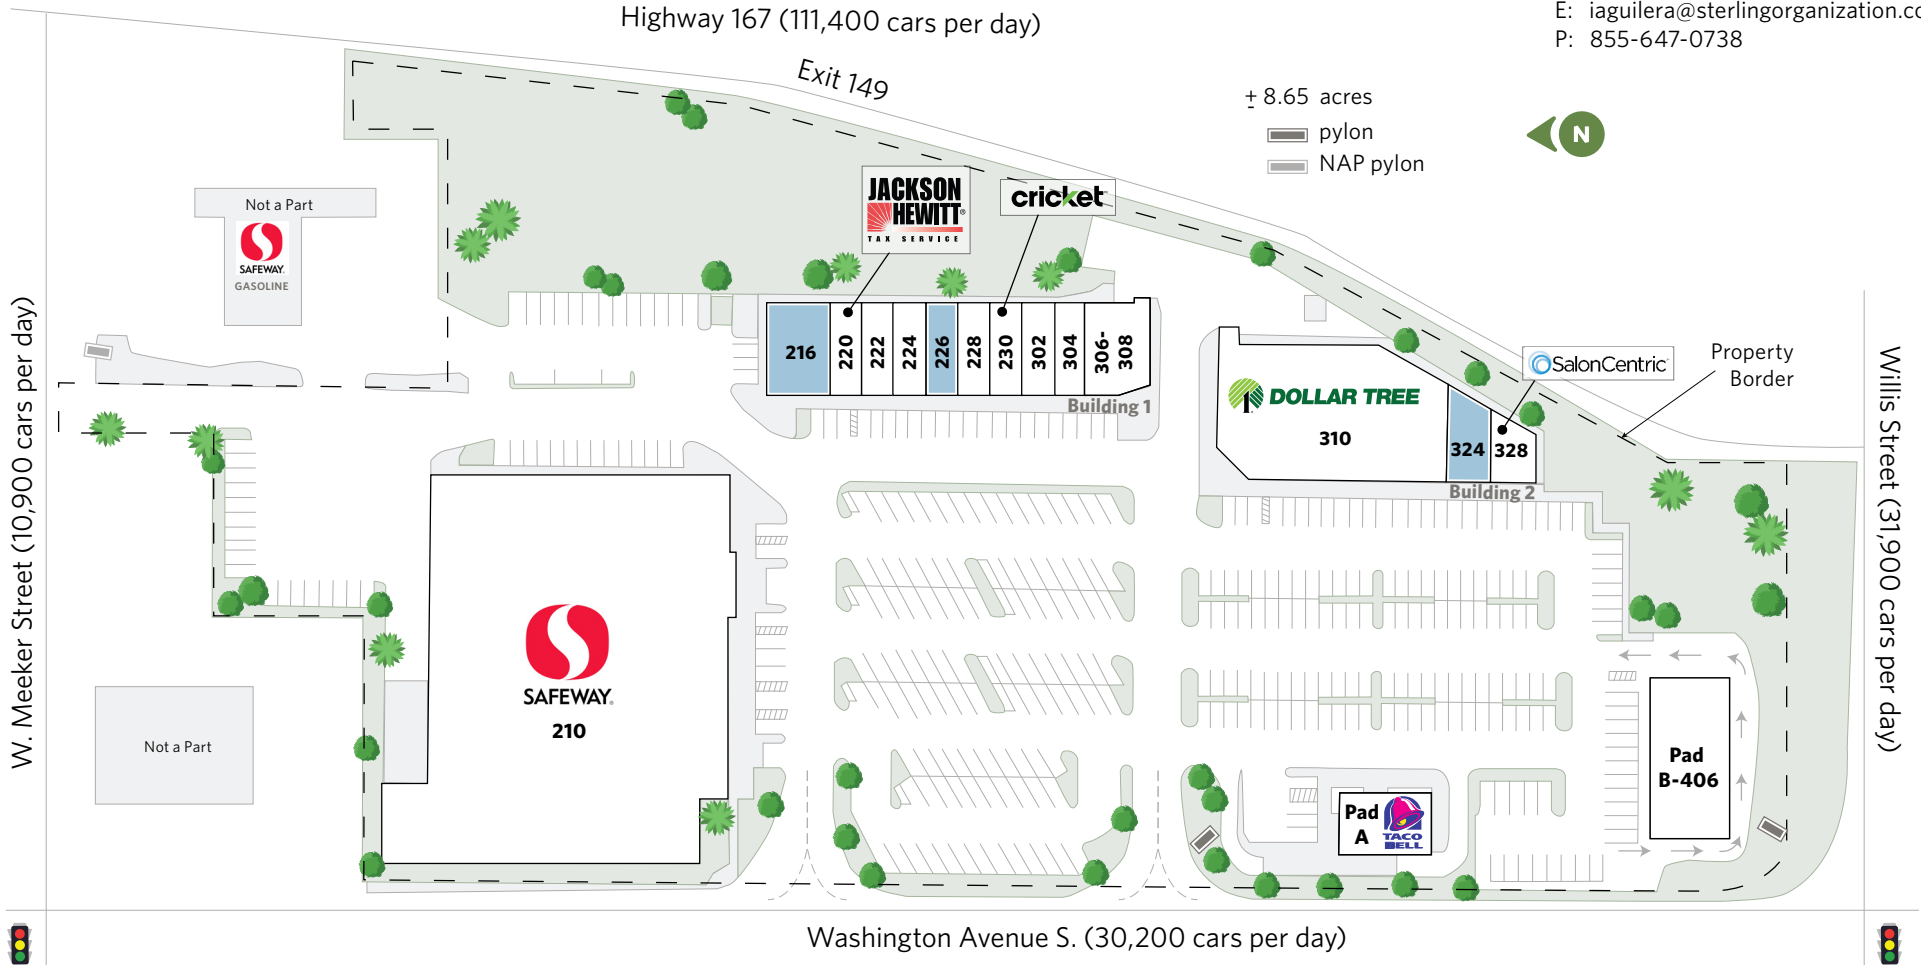 Highway 167 (111,400 cars per day)
E: iaguilera@sterlingorganization.co
P: 855-647-0738
Exit 149
± 8.65 acres
pylon
NAP pylon
N
Not a Part
SAFEWAY
GASOLINE
JACKSON
HEWITT®
TAX SERVICE
cricket
216
220
222
224
226
228
230
302
304
306-
308
Building 1
DOLLAR TREE
310
324
328
Building 2
SalonCentric
Property
Border
W. Meeker Street (10,900 cars per day)
Willis Street (31,900 cars per day)
SAFEWAY
210
Not a Part
Pad
A
TACO
BELL
Pad
B-406
Washington Avenue S. (30,200 cars per day)